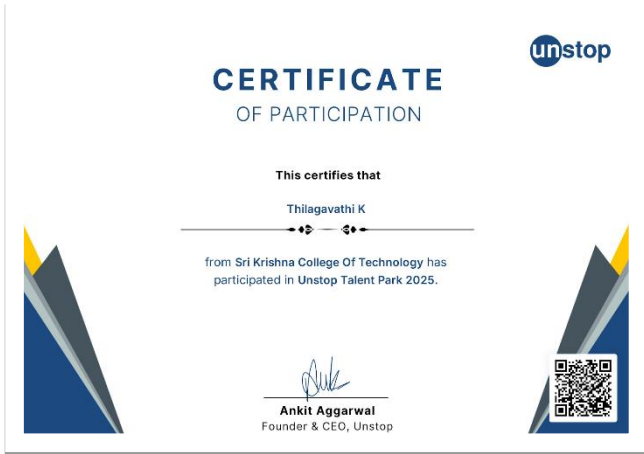 unstop
CERTIFICATE
OF PARTICIPATION
This certifies that
Thilagavathi K
from Sri Krishna College Of Technology has
participated in Unstop Talent Park 2025.
Ankit Aggarwal
Founder & CEO, Unstop